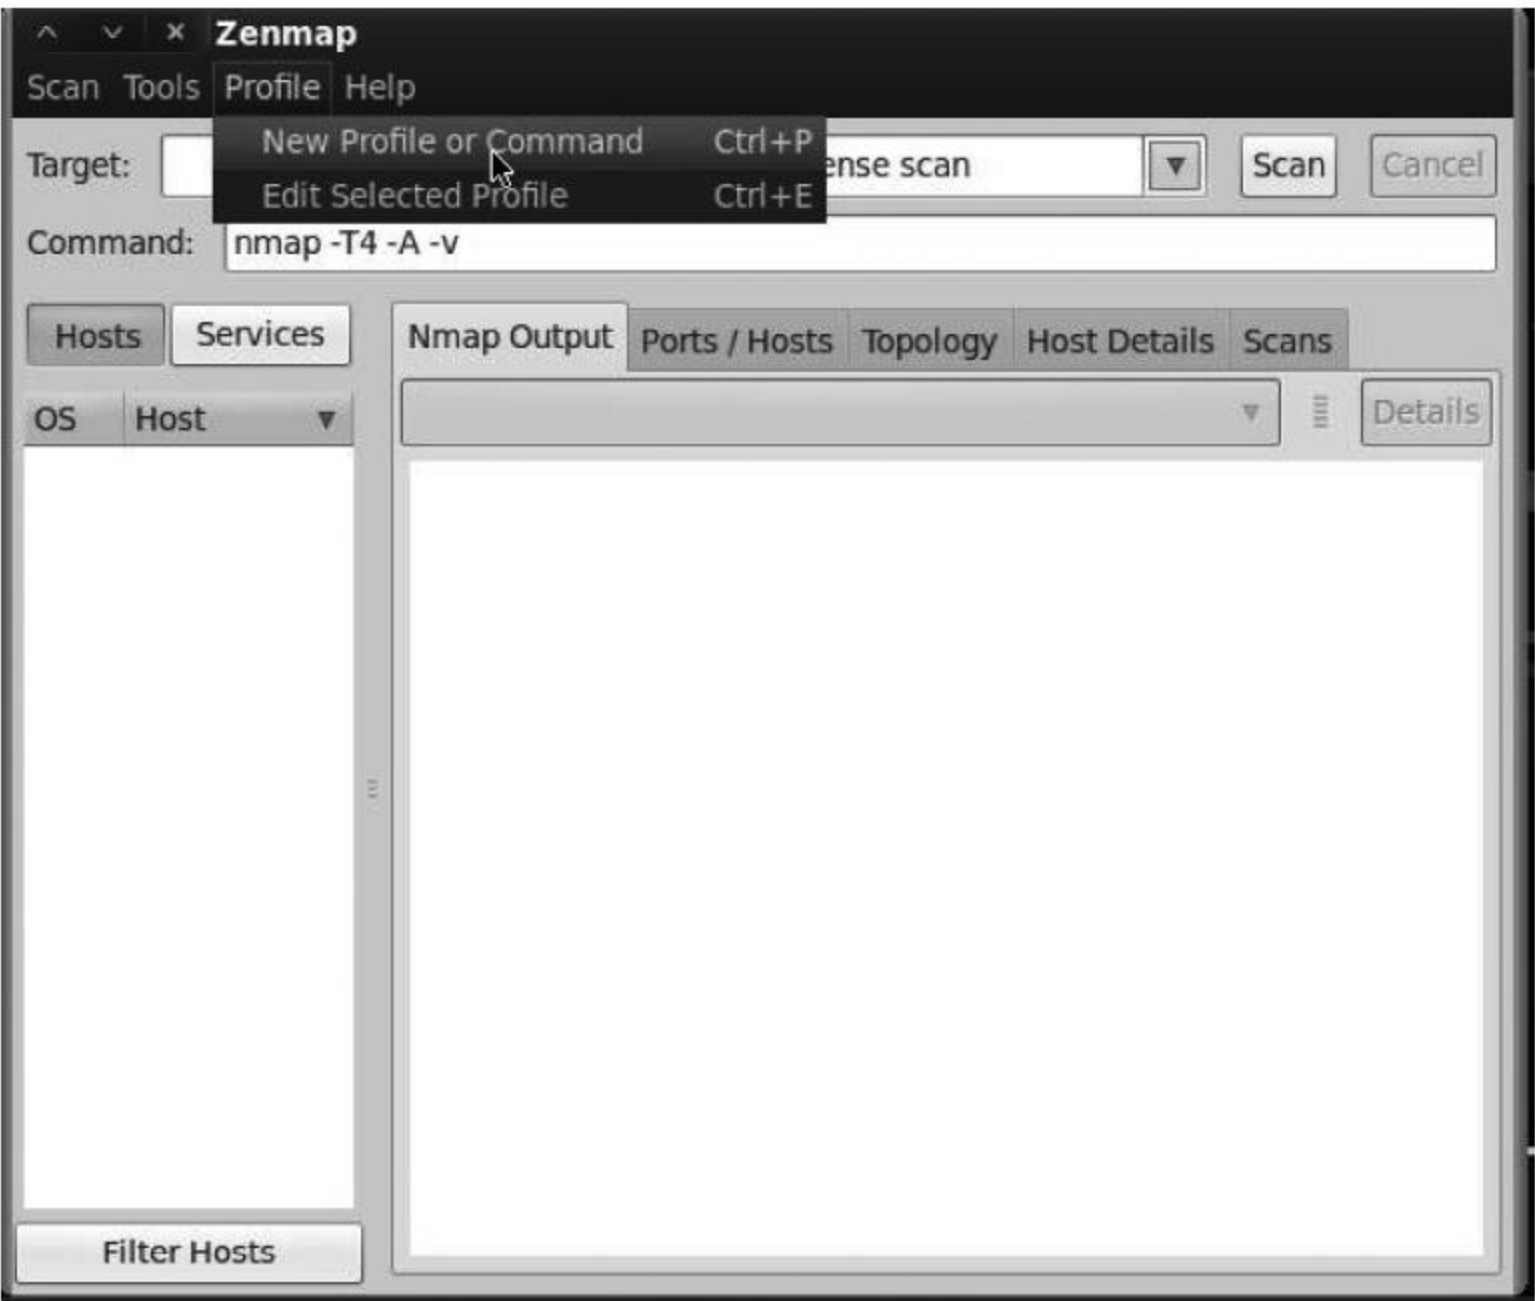 Zenmap
Scan Tools Profile Help
New Profile or Command Ctrl+P
Edit Selected Profile Ctrl+E
Target: scan Scan Cancel
Command: nmap -T4 -A -v
Hosts Services
Nmap Output Ports / Hosts Topology Host Details Scans
OS Host
Details
Filter Hosts